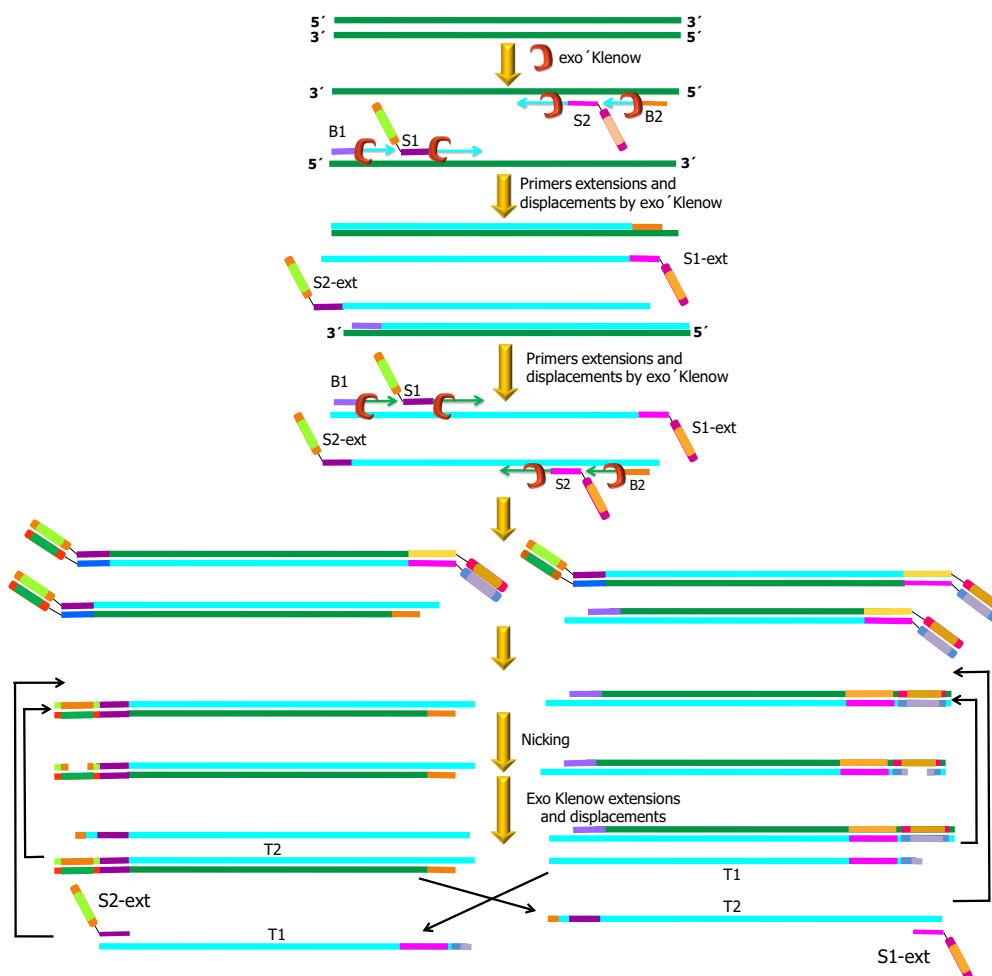 5´ 3´
3´ 5´
exo´Klenow
3´ 5´
S2 B2
B1 S1
5´ 3´
Primers extensions and
displacements by exo´Klenow
S1-ext
S2-ext
3´ 5´
Primers extensions and
displacements by exo´Klenow
B1 S1
S1-ext
S2-ext
S2 B2
Nicking
Exo Klenow extensions
and displacements
T2
T1
S2-ext
T2
T1
S1-ext